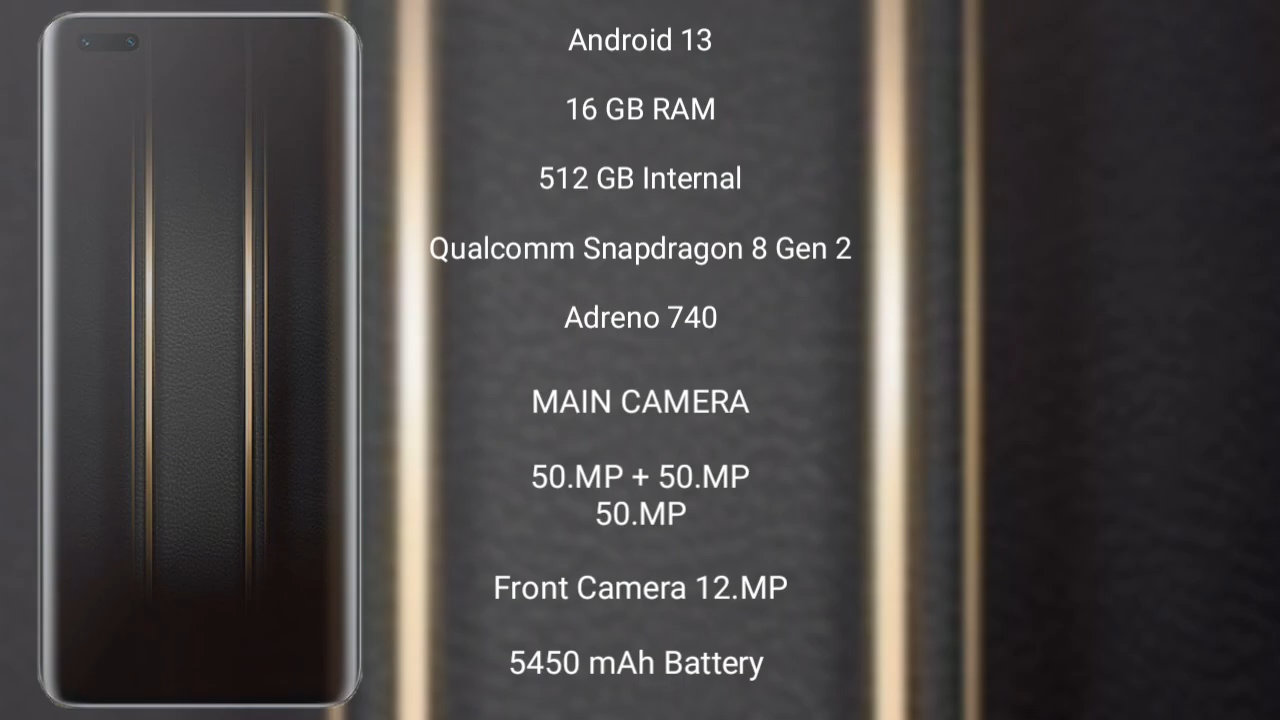 Android 13
16 GB RAM
512 GB Internal
Qualcomm Snapdragon 8 Gen 2
Adreno 740
MAIN CAMERA
50.MP + 50.MP
50.MP
Front Camera 12.MP
5450 mAh Battery